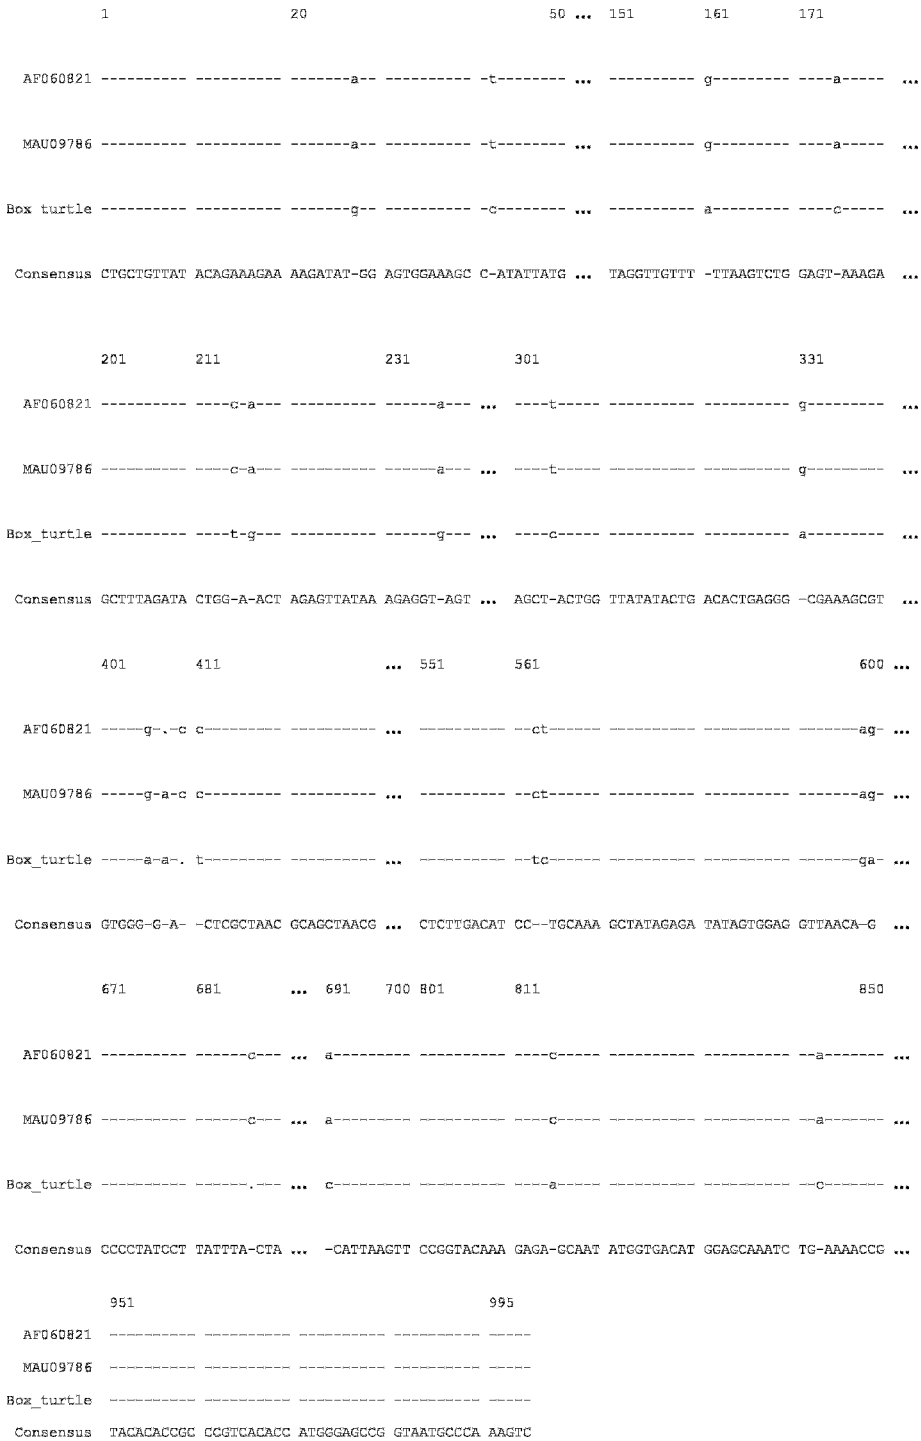 1 20 50 ... 151 161 171
AF060821 ---------- ---------- -------a-- ---------- -t-------- ... ---------- g--------- ----a----- ...
MAU09786 ---------- ---------- -------a-- ---------- -t-------- ... ---------- g--------- ----a----- ...
Box turtle ---------- ---------- -------g-- ---------- -c-------- ... ---------- a--------- ----c----- ...
Consensus CTGCTGTTAT ACAGAAAGAA AAGATAT-GG AGTGGAAAGC C-ATATTATG ... TAGGTTGTTT -TTAAGTCTG GAGT-AAAGA ...
201 211 231 301 331
AF060821 ---------- ----c-a--- ---------- ------a--- ... ----t----- ---------- ---------- g--------- ...
MAU09786 ---------- ----c-a--- ---------- ------a--- ... ----t----- ---------- ---------- g--------- ...
Box_turtle ---------- ----t-g--- ---------- ------g--- ... ----c----- ---------- ---------- a--------- ...
Consensus GCTTTAGATA CTGG-A-ACT AGAGTTATAA AGAGGT-AGT ... AGCT-ACTGG TTATATACTG ACACTGAGGG -CGAAAGCGT ...
401 411 ... 551 561 600 ...
AF060821 -----g-.-c c--------- ---------- ... ---------- --ct------ ---------- ---------- -------ag- ...
MAU09786 -----g-a-c c--------- ---------- ... ---------- --ct------ ---------- ---------- -------ag- ...
Box_turtle -----a-a-. t--------- ---------- ... ---------- --tc------ ---------- ---------- -------ga- ...
Consensus GTGGG-G-A- -CTCGCTAAC GCAGCTAACG ... CTCTTGACAT CC--TGCAAA GCTATAGAGA TATAGTGGAG GTTAACA-G ...
671 681 ... 691 700 801 811 850
AF060821 ---------- ------c--- ... a--------- ---------- ----c----- ---------- ---------- --a------- ...
MAU09786 ---------- ------c--- ... a--------- ---------- ----c----- ---------- ---------- --a------- ...
Box_turtle ---------- ------.--- ... c--------- ---------- ----a----- ---------- ---------- --c------- ...
Consensus CCCCTATCCT TATTTA-CTA ... -CATTAAGTT CCGGTACAAA GAGA-GCAAT ATGGTGACAT GGAGCAAATC TG-AAAACCG ...
951 995
AF060821 ---------- ---------- ---------- ---------- -----
MAU09786 ---------- ---------- ---------- ---------- -----
Box_turtle ---------- ---------- ---------- ---------- -----
Consensus TACACACCGC CCGTCACACC ATGGGAGCCG GTAATGCCCA AAGTC